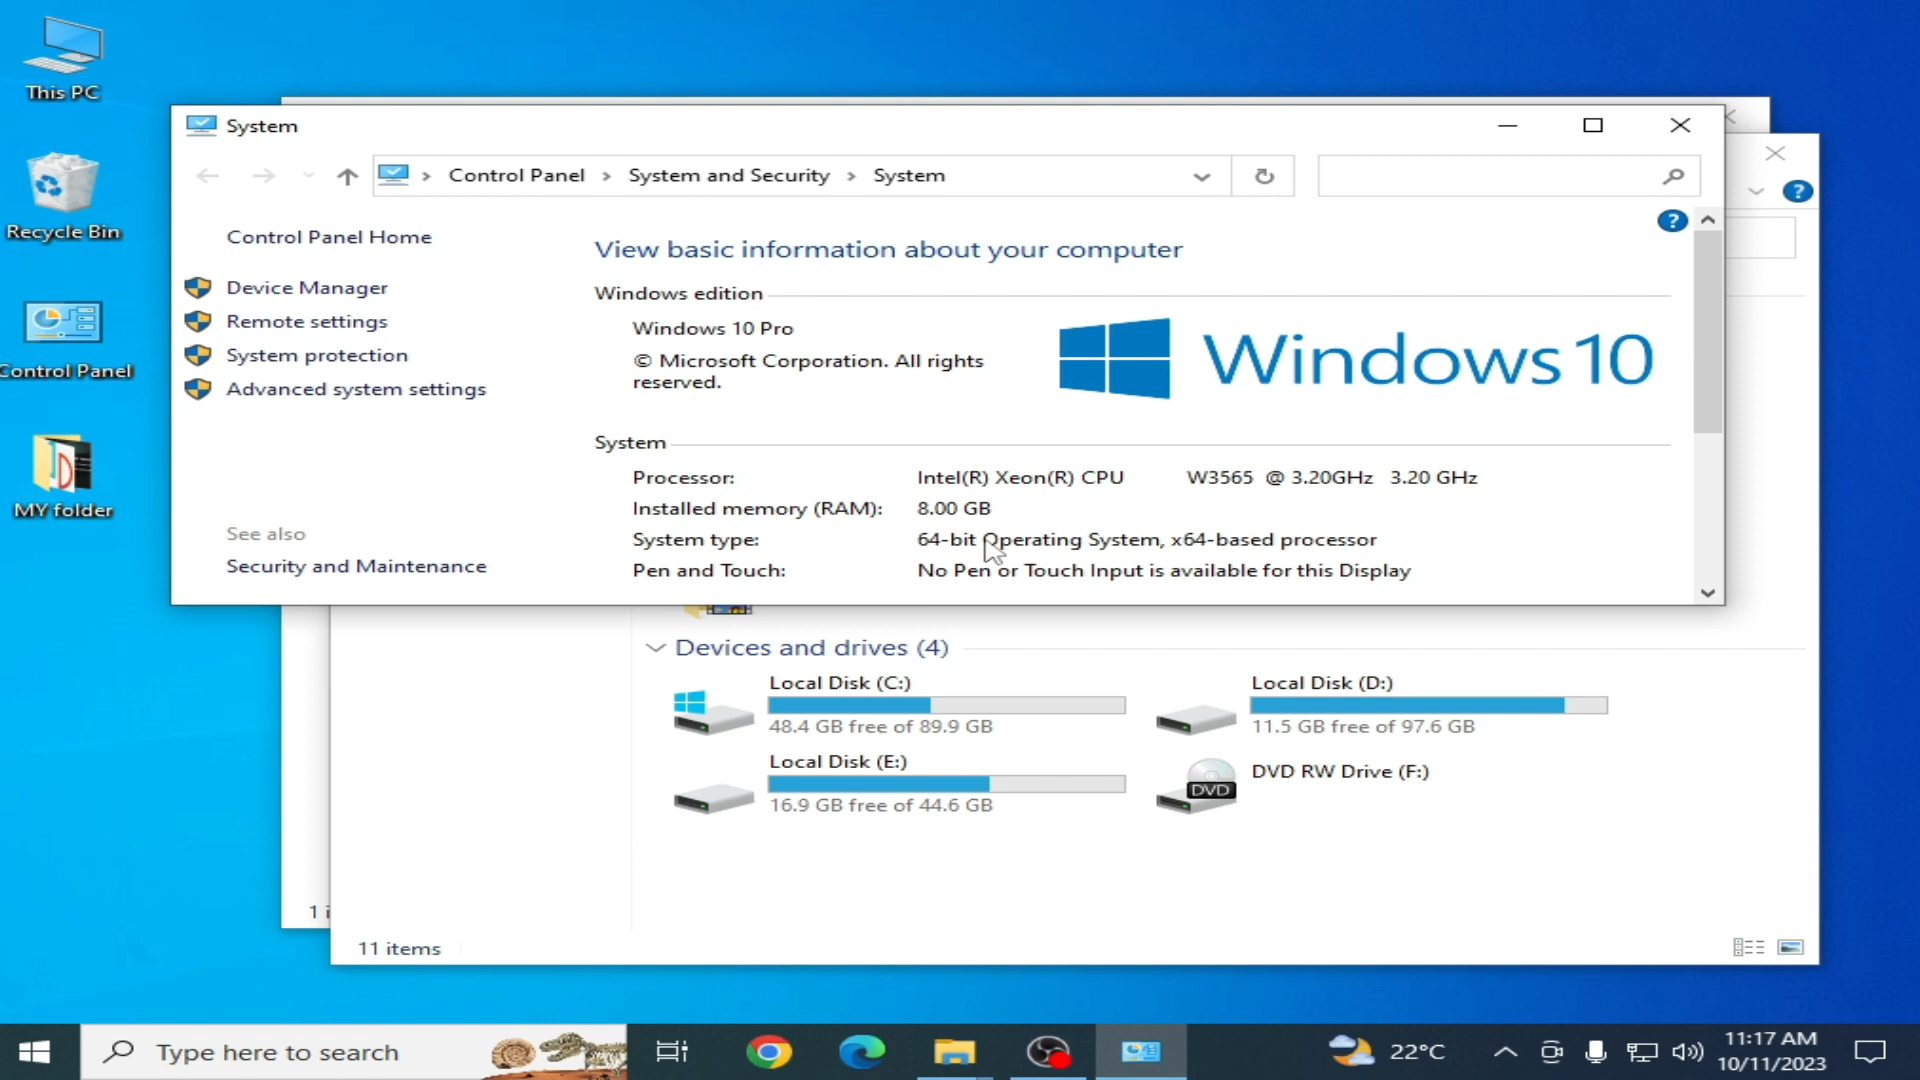 This PC
Recycle Bin
Control Panel
MY folder
System
Control Panel > System and Security > System
Control Panel Home
Device Manager
Remote settings
System protection
Advanced system settings
See also
Security and Maintenance
View basic information about your computer
Windows edition
Windows 10 Pro
© Microsoft Corporation. All rights
reserved.
Windows 10
System
Processor: Intel(R) Xeon(R) CPU W3565 @ 3.20GHz 3.20 GHz
Installed memory (RAM): 8.00 GB
System type: 64-bit Operating System, x64-based processor
Pen and Touch: No Pen or Touch Input is available for this Display
Devices and drives (4)
Local Disk (C:)
48.4 GB free of 89.9 GB
Local Disk (D:)
11.5 GB free of 97.6 GB
Local Disk (E:)
16.9 GB free of 44.6 GB
DVD
DVD RW Drive (F:)
1 i
11 items
Type here to search
22°C
11:17 AM
10/11/2023